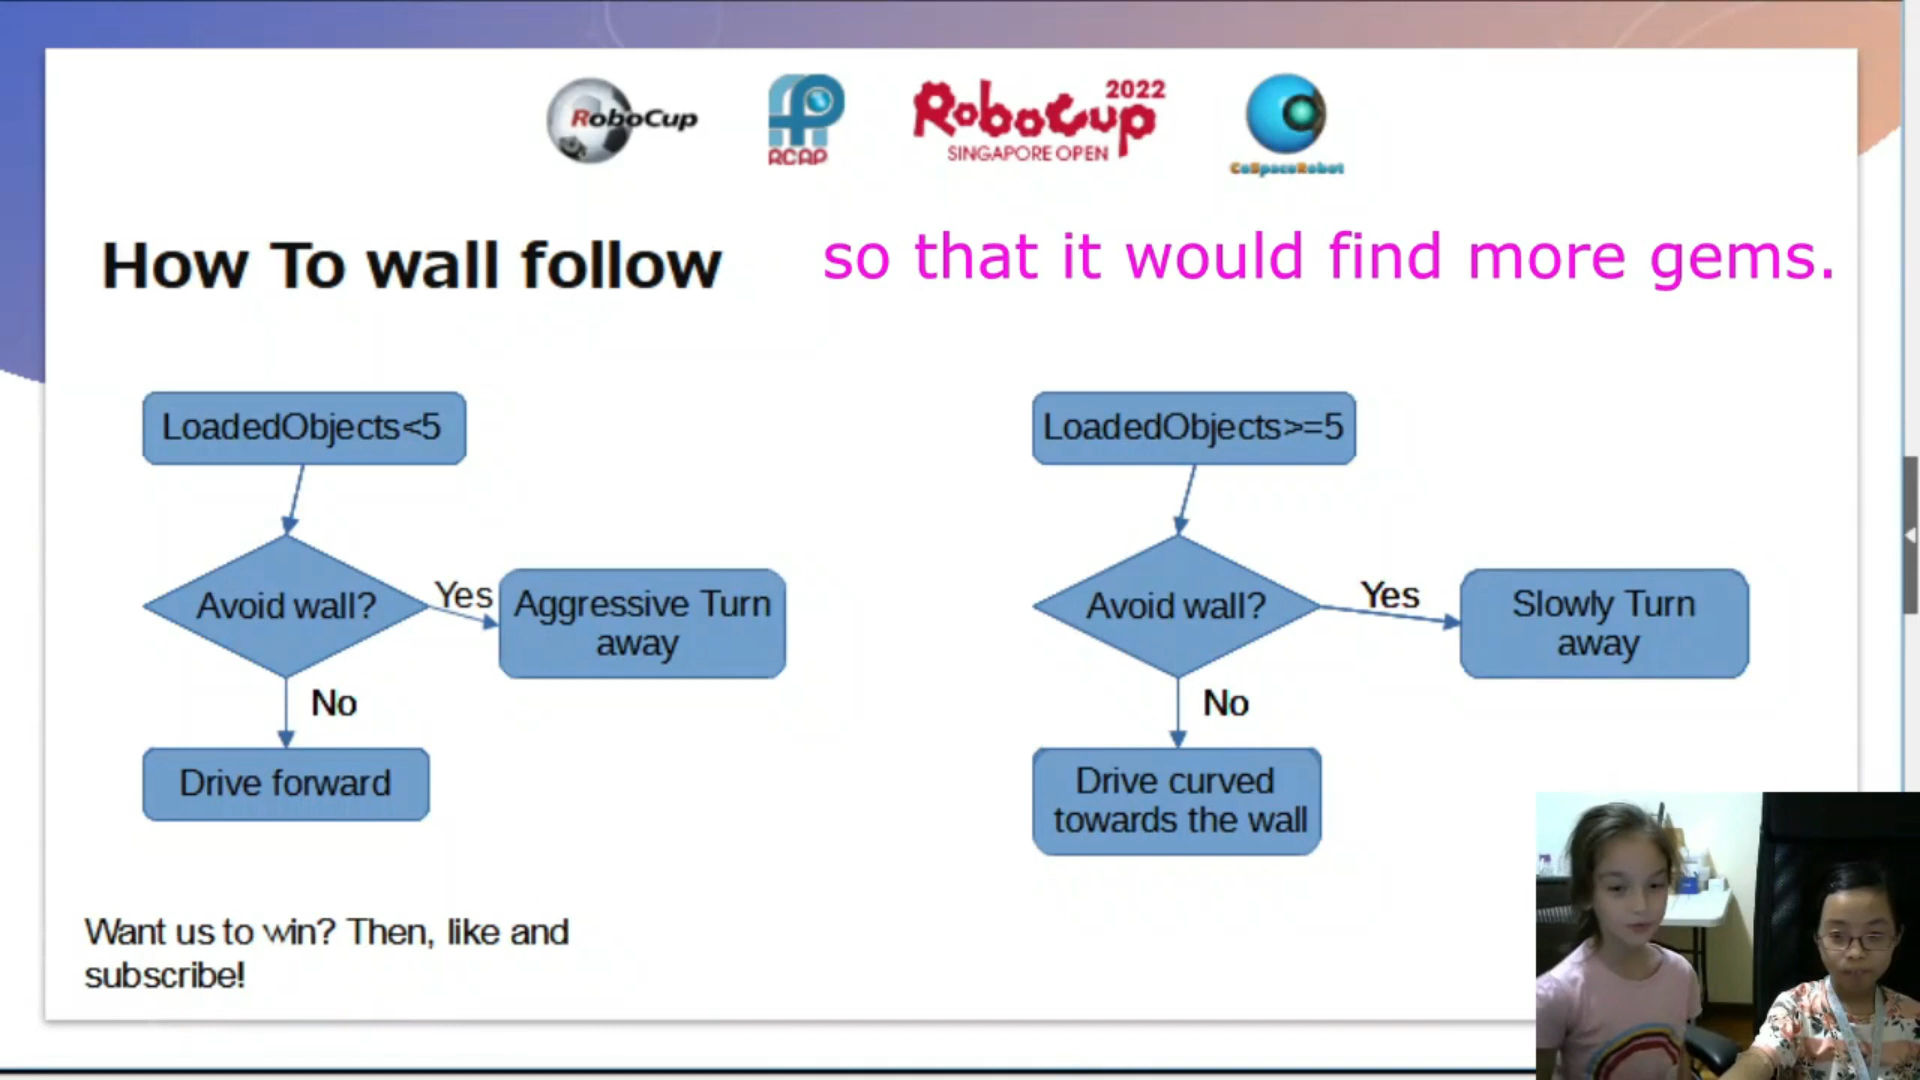 RoboCup
RCAP
RoboCup 2022
SINGAPORE OPEN
CoSpaceRobot
How To wall follow
so that it would find more gems.
LoadedObjects<5
Avoid wall?
Yes
Aggressive Turn
away
No
Drive forward
LoadedObjects>=5
Avoid wall?
Yes
Slowly Turn
away
No
Drive curved
towards the wall
Want us to win? Then, like and
subscribe!